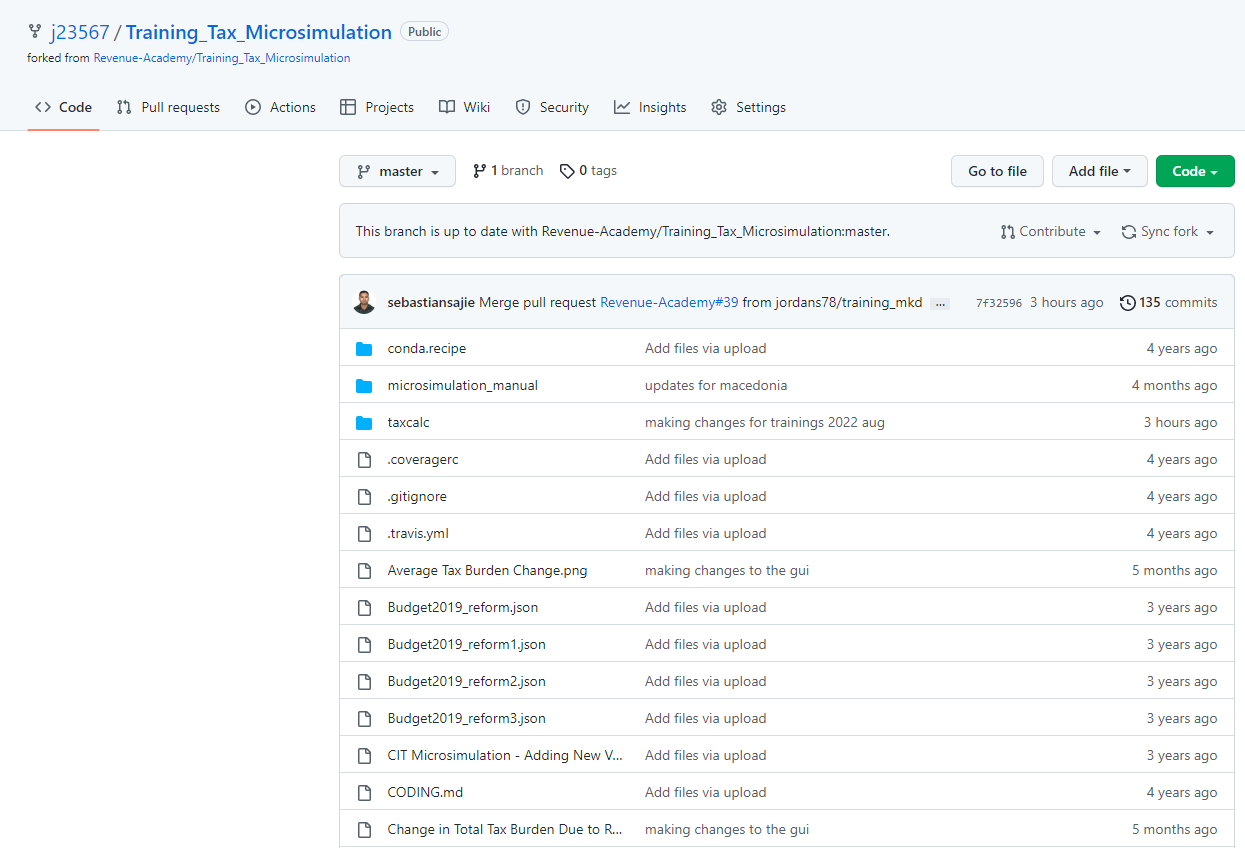 j23567 / Training_Tax_Microsimulation Public
forked from Revenue-Academy/Training_Tax_Microsimulation
Code Pull requests Actions Projects Wiki Security Insights Settings
master 1 branch 0 tags Go to file Add file Code
This branch is up to date with Revenue-Academy/Training_Tax_Microsimulation:master. Contribute Sync fork
sebastiansajie Merge pull request Revenue-Academy#39 from jordans78/training_mkd ... 7f32596 3 hours ago 135 commits
conda.recipe Add files via upload 4 years ago
microsimulation_manual updates for macedonia 4 months ago
taxcalc making changes for trainings 2022 aug 3 hours ago
.coveragerc Add files via upload 4 years ago
.gitignore Add files via upload 4 years ago
.travis.yml Add files via upload 4 years ago
Average Tax Burden Change.png making changes to the gui 5 months ago
Budget2019_reform.json Add files via upload 3 years ago
Budget2019_reform1.json Add files via upload 3 years ago
Budget2019_reform2.json Add files via upload 3 years ago
Budget2019_reform3.json Add files via upload 3 years ago
CIT Microsimulation - Adding New V... Add files via upload 3 years ago
CODING.md Add files via upload 4 years ago
Change in Total Tax Burden Due to R... making changes to the gui 5 months ago